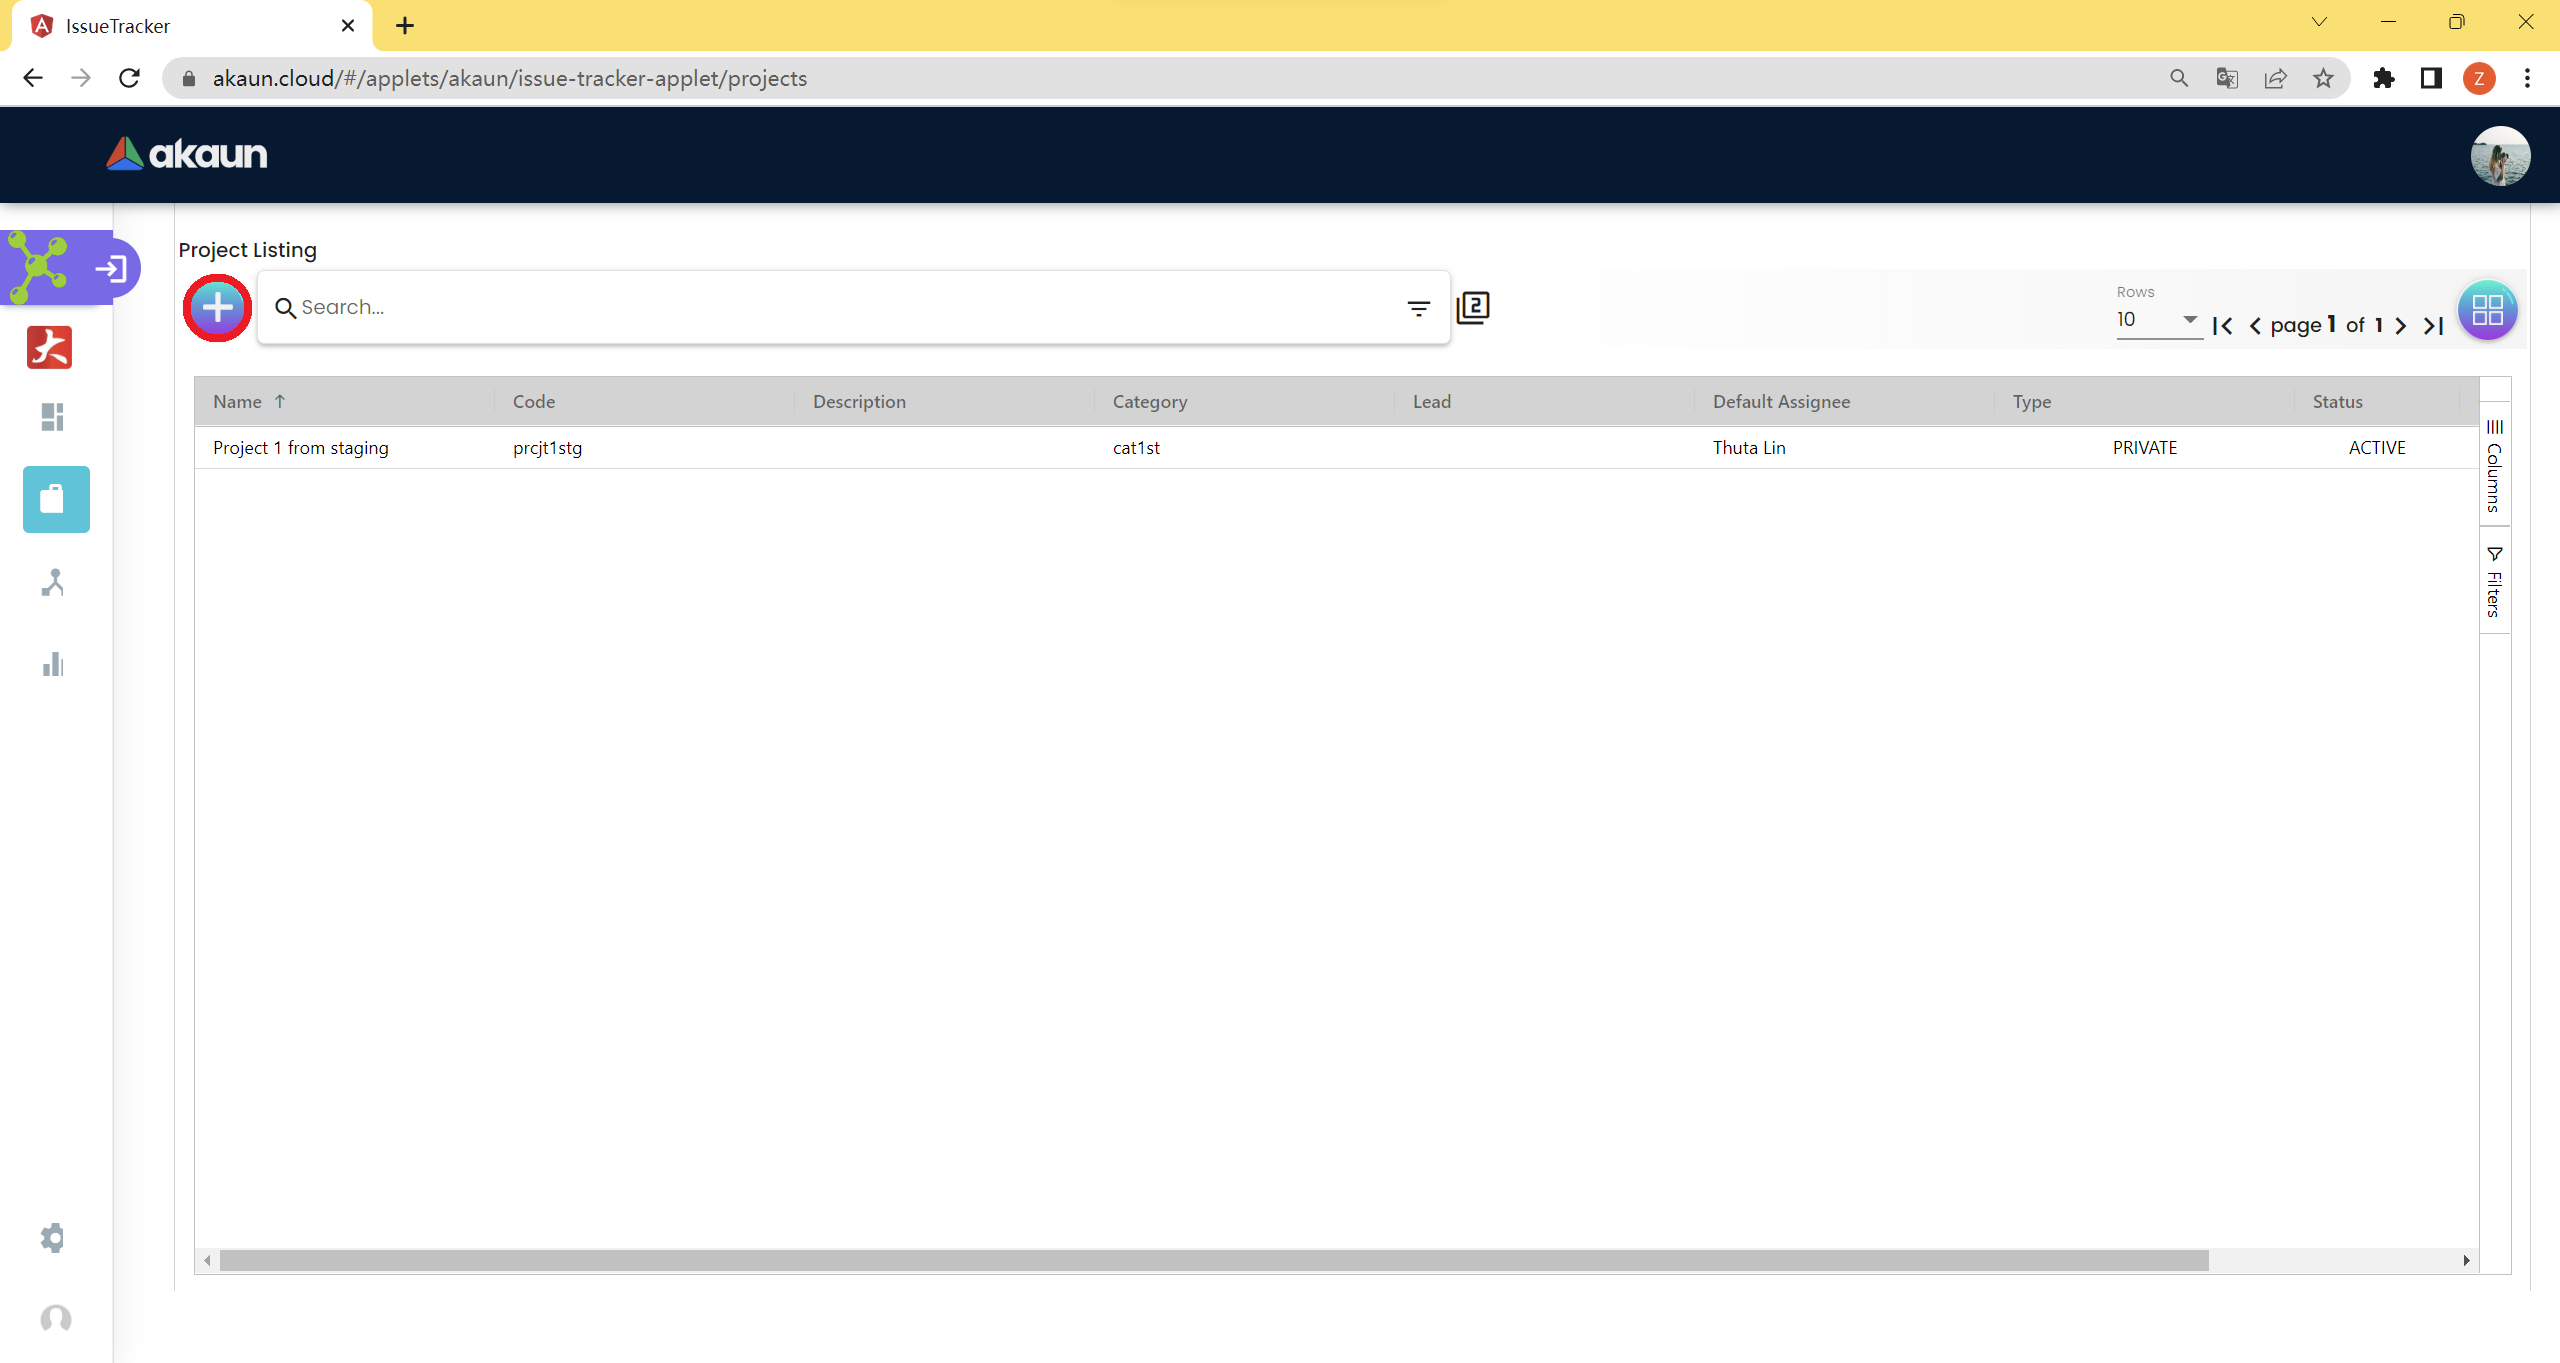 IssueTracker
akaun.cloud/#/applets/akaun/issue-tracker-applet/projects
Z
akaun
Project Listing
Search...
2
Rows
10
page 1 of 1
Name Code Description Category Lead Default Assignee Type Status
Project 1 from staging prcjt1stg cat1st Thuta Lin PRIVATE ACTIVE
Columns
Filters